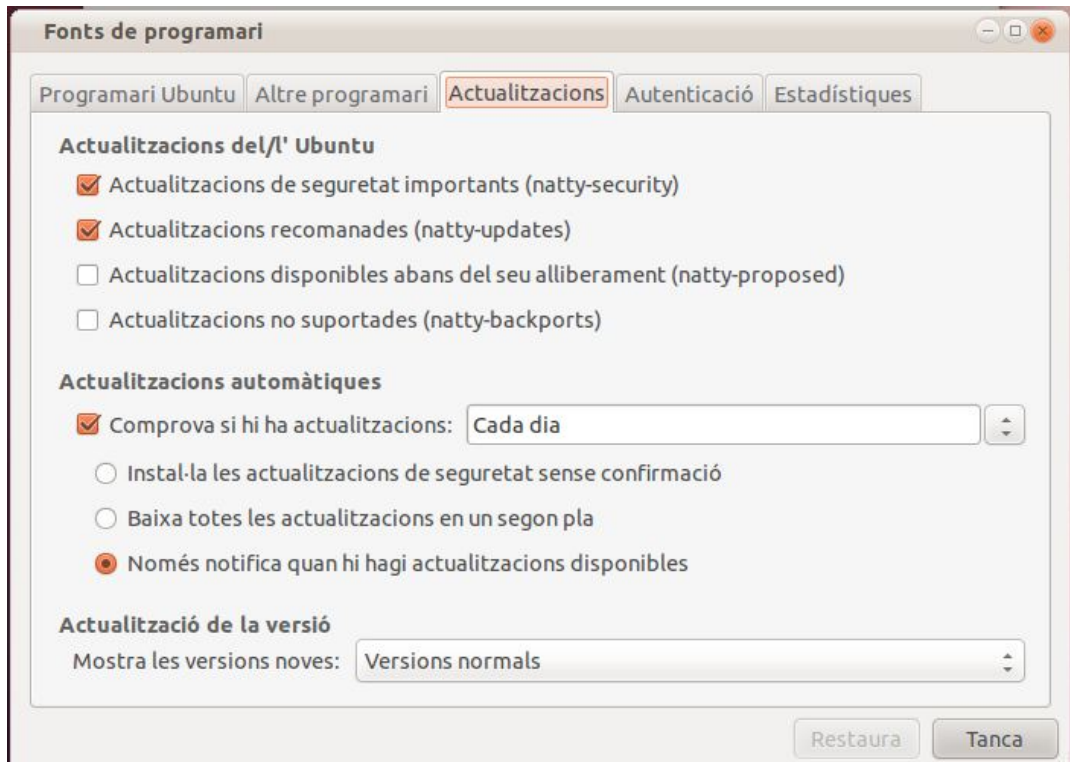 Fonts de programari
Programari Ubuntu Altre programari Actualitzacions Autenticació Estadístiques
Actualitzacions del/l' Ubuntu
Actualitzacions de seguretat importants (natty-security)
Actualitzacions recomanades (natty-updates)
Actualitzacions disponibles abans del seu alliberament (natty-proposed)
Actualitzacions no suportades (natty-backports)
Actualitzacions automàtiques
Comprova si hi ha actualitzacions: Cada dia
Instal·la les actualitzacions de seguretat sense confirmació
Baixa totes les actualitzacions en un segon pla
Només notifica quan hi hagi actualitzacions disponibles
Actualització de la versió
Mostra les versions noves: Versions normals
Restaura Tanca